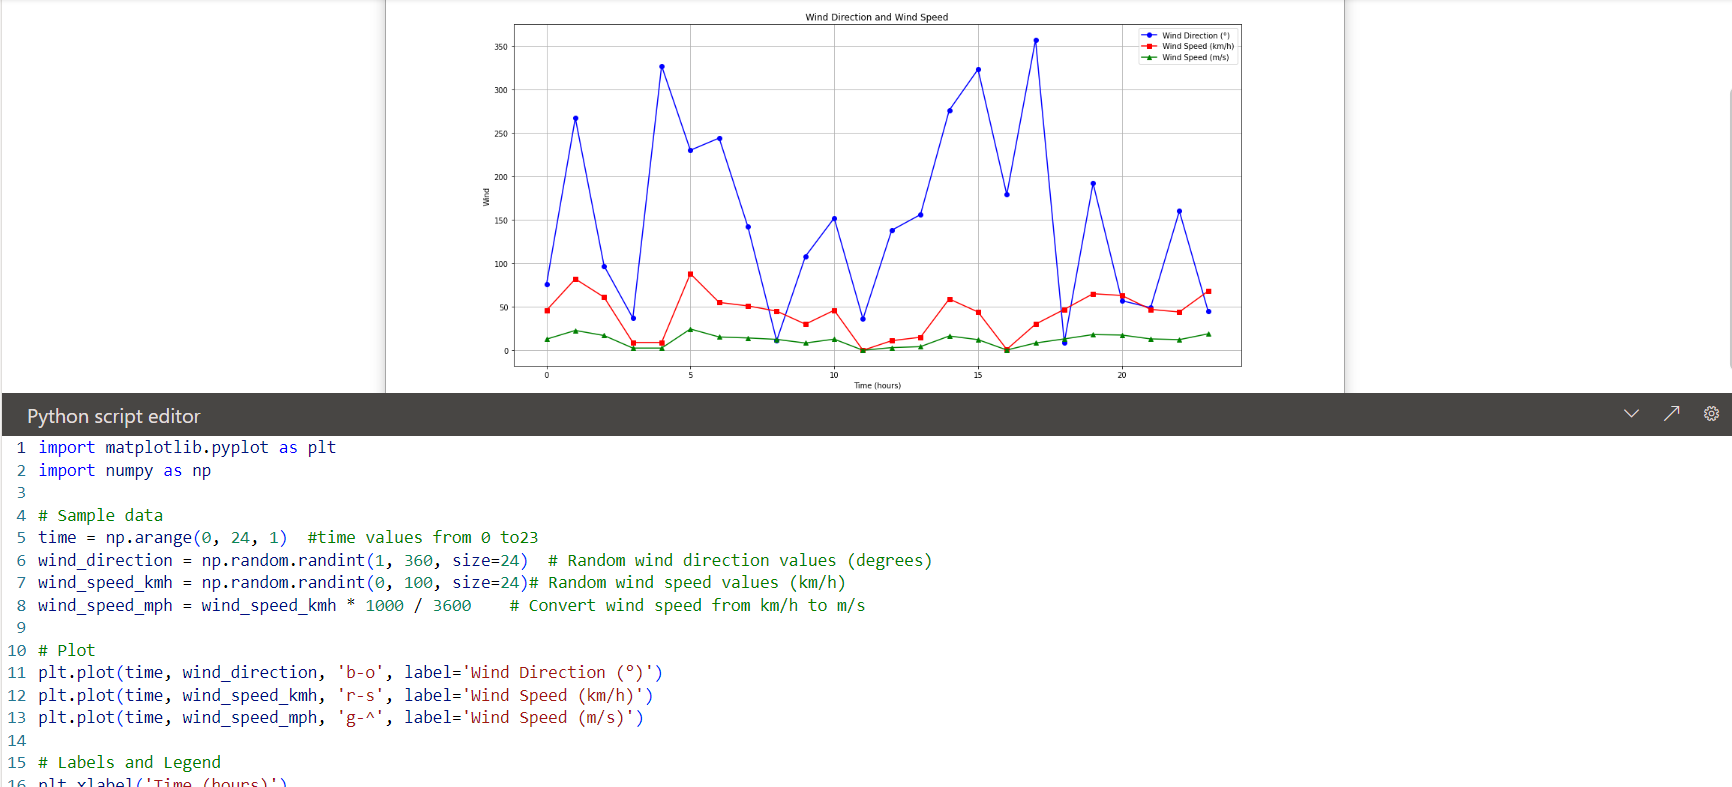 Wind Direction and Wind Speed
Wind Direction (°)
Wind Speed (km/h)
Wind Speed (m/s)
350
300
250
200
150
100
50
0
Wind
0 5 10 15 20
Time (hours)
Python script editor
1 import matplotlib.pyplot as plt
2 import numpy as np
3
4 # Sample data
5 time = np.arange(0, 24, 1)  #time values from 0 to23
6 wind_direction = np.random.randint(1, 360, size=24)  # Random wind direction values (degrees)
7 wind_speed_kmh = np.random.randint(0, 100, size=24)# Random wind speed values (km/h)
8 wind_speed_mph = wind_speed_kmh * 1000 / 3600    # Convert wind speed from km/h to m/s
9
10 # Plot
11 plt.plot(time, wind_direction, 'b-o', label='Wind Direction (°)')
12 plt.plot(time, wind_speed_kmh, 'r-s', label='Wind Speed (km/h)')
13 plt.plot(time, wind_speed_mph, 'g-^', label='Wind Speed (m/s)')
14
15 # Labels and Legend
16 plt.xlabel('Time (hours)')